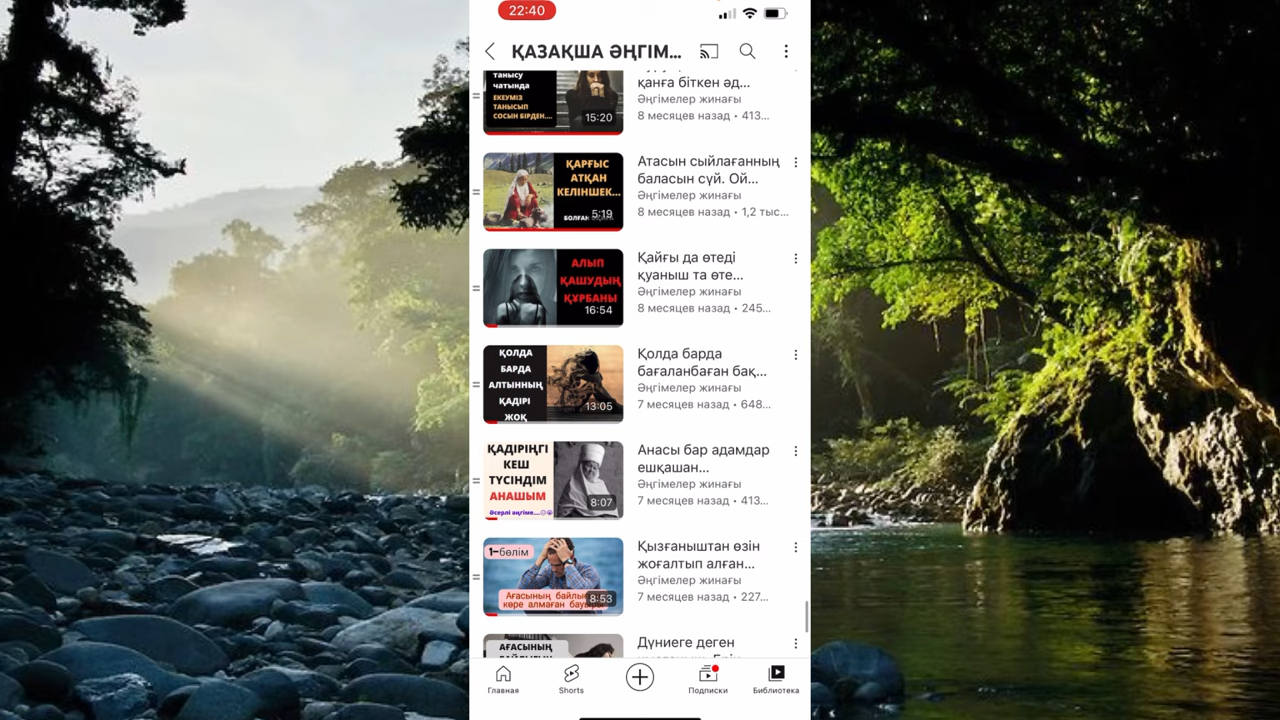 22:40
ҚАЗАҚША ӘҢГІМ...
танысу
чатында
ЕКЕУМІЗ
ТАНЫСЫП
СОСЫН БІРДЕН....
15:20
қанға біткен әд...
Әңгімелер жинағы
8 месяцев назад • 413...
ҚАРҒЫС
АТҚАН
КЕЛІНШЕК...
5:19
Атасын сыйлағанның
баласын сүй. Ой...
Әңгімелер жинағы
8 месяцев назад • 1,2 тыс...
АЛЫП
ҚАШУДЫҢ
ҚҰРБАНЫ
16:54
Қайғы да өтеді
қуаныш та өте...
Әңгімелер жинағы
8 месяцев назад • 245...
ҚОЛДА
БАРДА
АЛТЫННЫҢ
ҚАДІРІ
ЖОҚ
13:05
Қолда барда
бағаланбаған бақ...
Әңгімелер жинағы
7 месяцев назад • 648...
ҚАДІРІҢГІ
КЕШ
ТҮСІНДІМ
АНАШЫМ
Әсерлі әңгіме....
8:07
Анасы бар адамдар
ешқашан...
Әңгімелер жинағы
7 месяцев назад • 413...
1-бөлім
Ағасының
көре алмаған
8:53
Қызғаныштан өзін
жоғалтып алған...
Әңгімелер жинағы
7 месяцев назад • 227...
АҒАСЫНЫҢ
Дүниеге деген
Главная
Shorts
Подписки
Библиотека